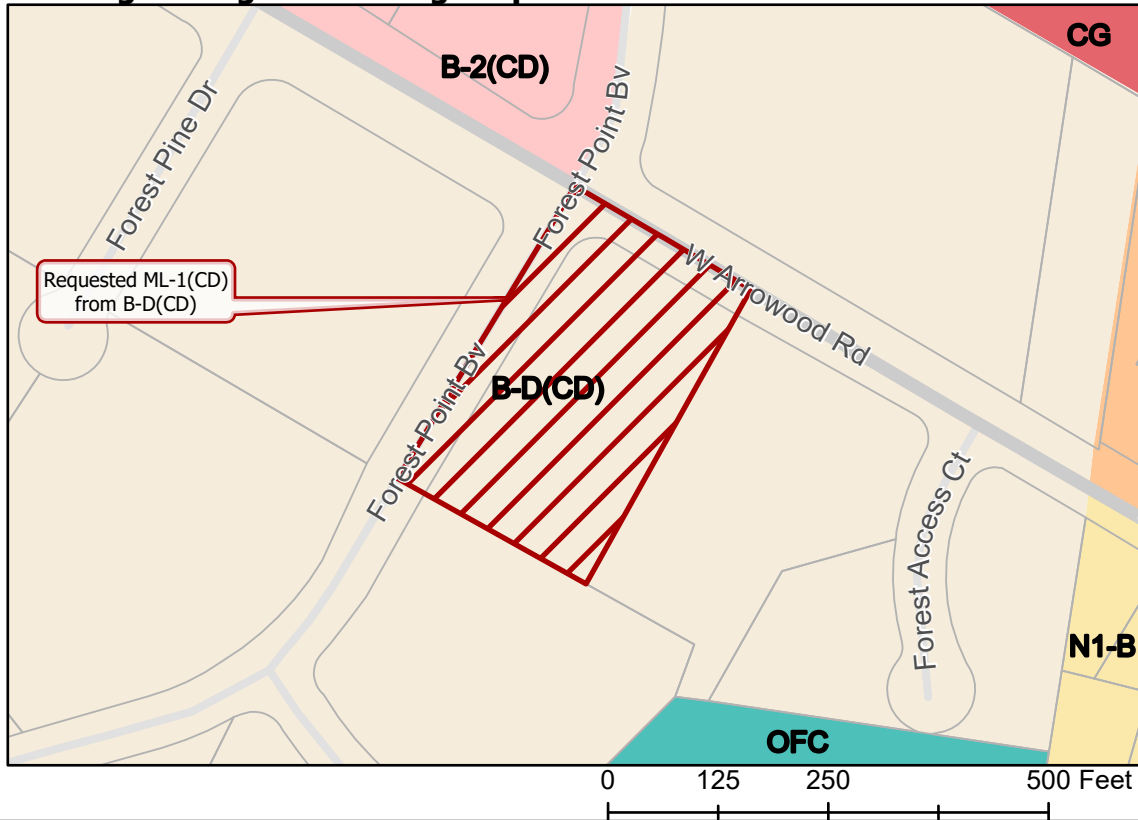 CG
B-2(CD)
Forest Point Bv
Forest Pine Dr
W Arrowood Rd
Requested ML-1(CD)
from B-D(CD)
Forest Point Bv
B-D(CD)
Forest Access Ct
N1-B
OFC
0 125 250 500 Feet